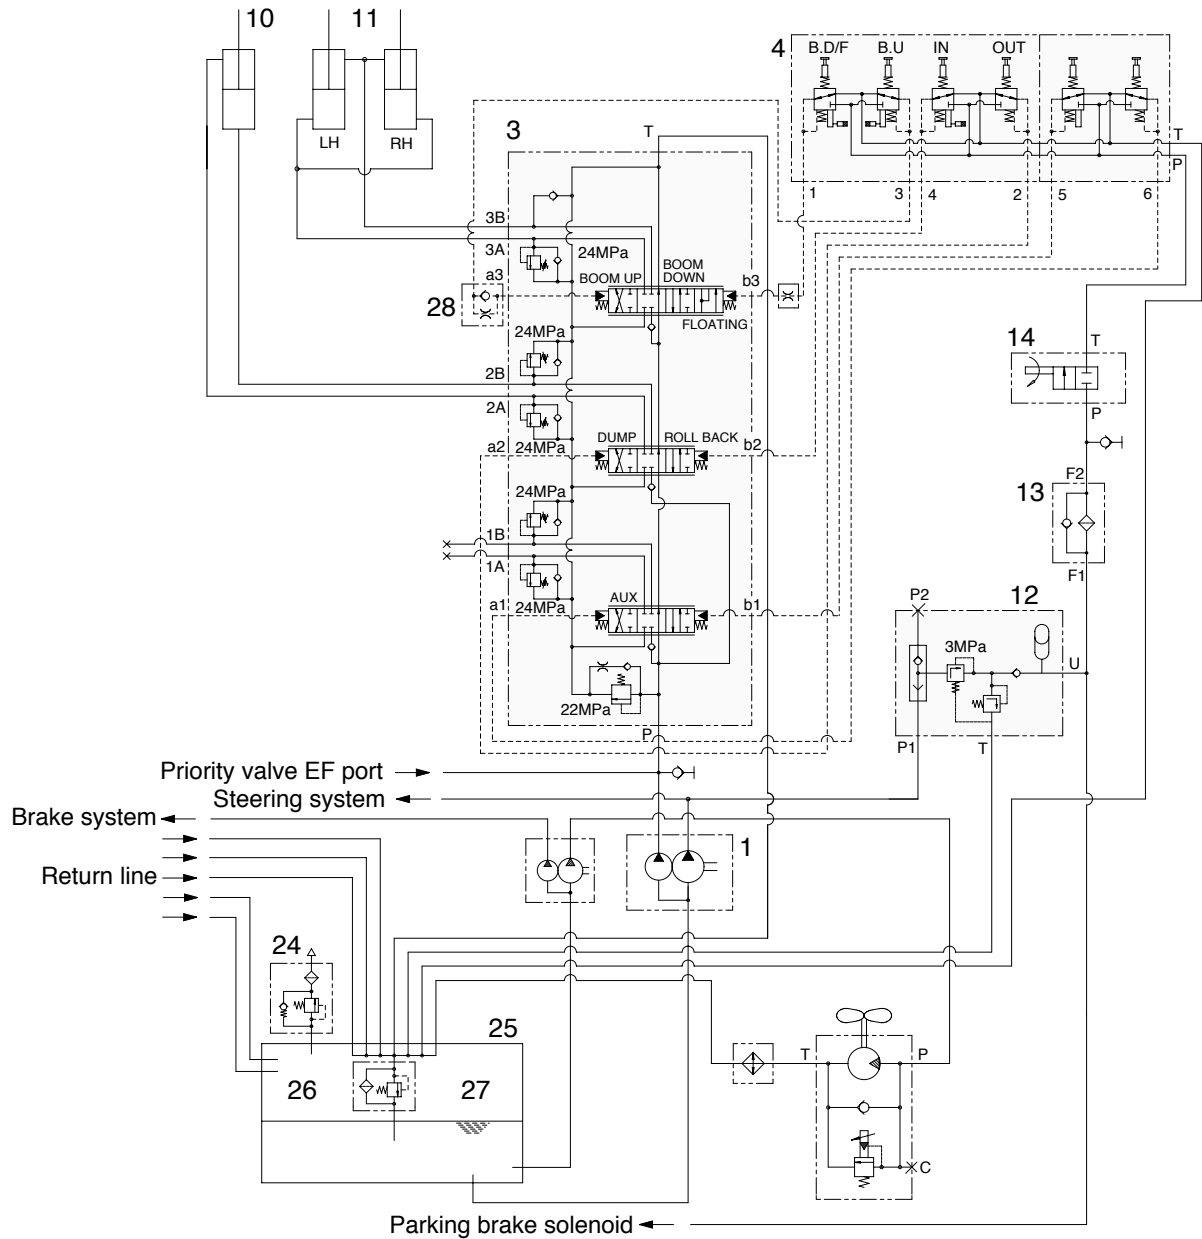 10 11
4 B.D/F B.U IN OUT
LH RH
3 T
T
P
1 3 4 2 5 6
3B
3A 24MPa
a3 BOOM UP BOOM DOWN b3
28
FLOATING
24MPa
14 T
2B
2A
P
DUMP ROLL BACK
a2 24MPa b2
F2
13
24MPa
1B
1A
F1
AUX
a1 24MPa b1
P2 12
3MPa
U
22MPa
P
P1 T
Priority valve EF port
Steering system
Brake system
1
Return line
24
25
26 27
T P
C
Parking brake solenoid